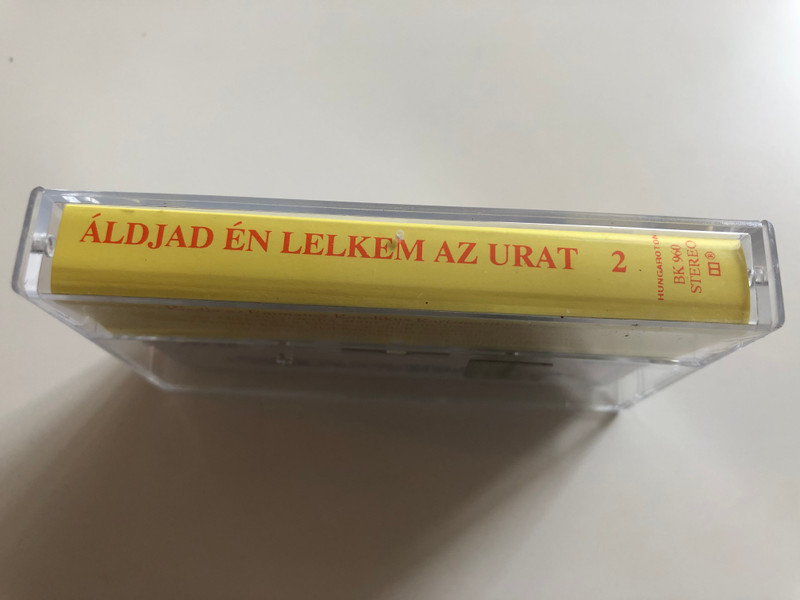 ÁLDJAD ÉN LELKEM AZ URAT 2
HUNGAROTON
BK 960
STEREO